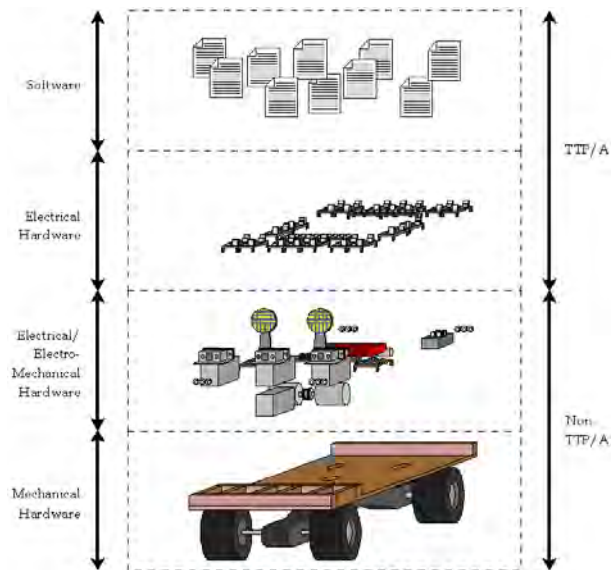 Software
TTP/A
Electrical
Hardware
Electrical/
Electro-
Mechanical
Hardware
Non-
TTP/A
Mechanical
Hardware